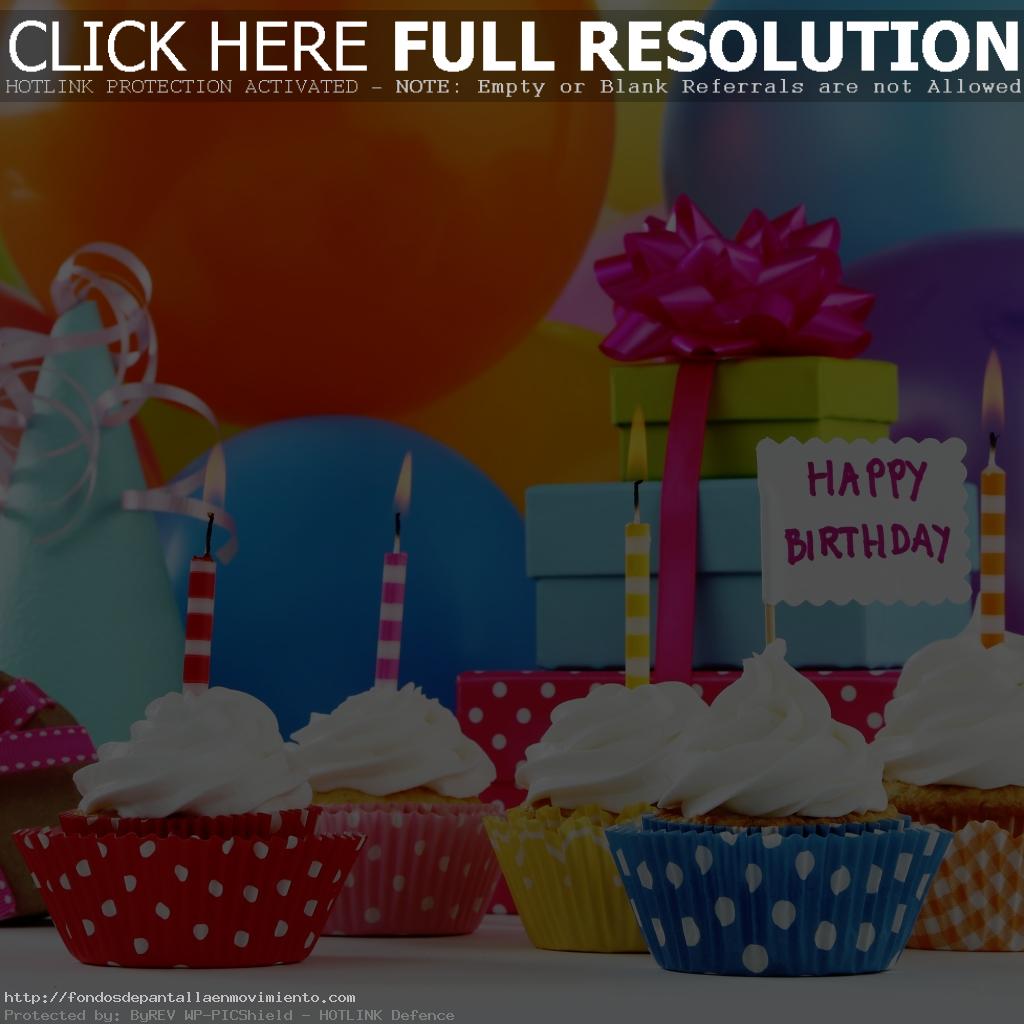 CLICK HERE FULL RESOLUTION
HOTLINK PROTECTION ACTIVATED - NOTE: Empty or Blank Referrals are not Allowed
HAPPY
BIRTHDAY
http://fondosdepantallaenmovimiento.com
Protected by: ByREV WP-PICShield - HOTLINK Defence